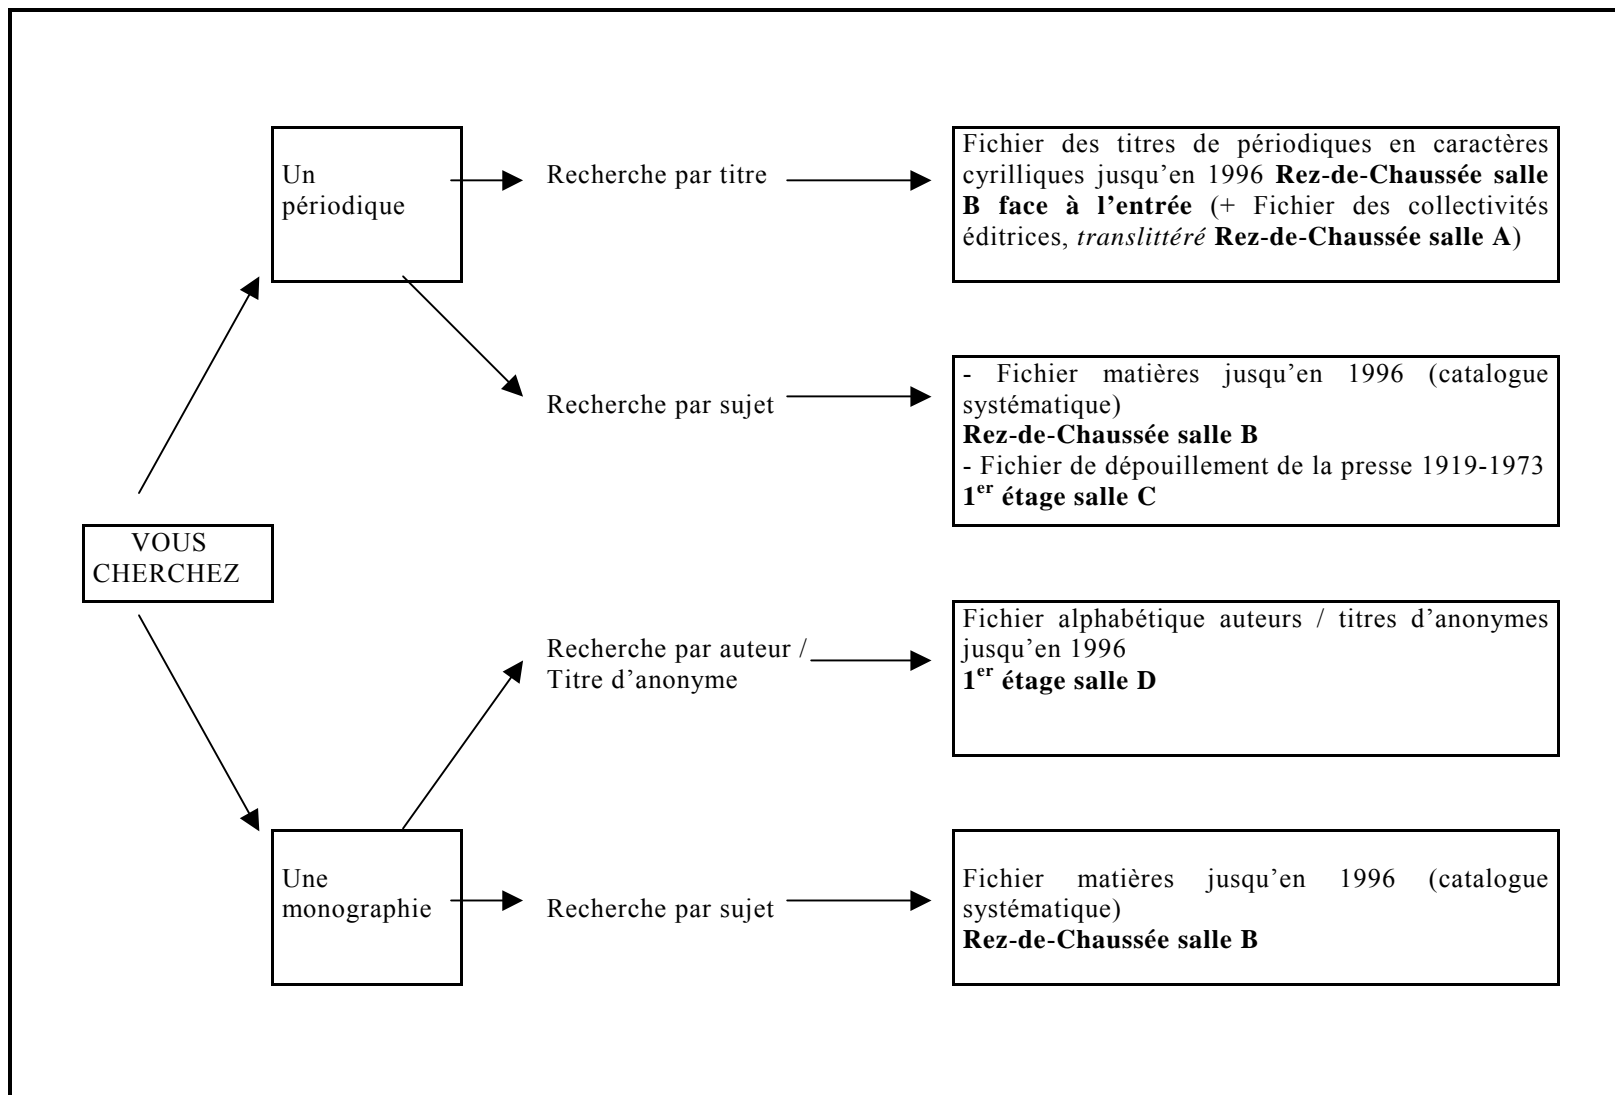 VOUS
CHERCHEZ
Un
périodique
Recherche par titre
Fichier des titres de périodiques en caractères
cyrilliques jusqu’en 1996 Rez-de-Chaussée salle
B face à l’entrée (+ Fichier des collectivités
éditrices, translittéré Rez-de-Chaussée salle A)
Recherche par sujet
- Fichier matières jusqu’en 1996 (catalogue
systématique)
Rez-de-Chaussée salle B
- Fichier de dépouillement de la presse 1919-1973
1er étage salle C
Une
monographie
Recherche par auteur /
Titre d’anonyme
Fichier alphabétique auteurs / titres d’anonymes
jusqu’en 1996
1er étage salle D
Recherche par sujet
Fichier matières jusqu’en 1996 (catalogue
systématique)
Rez-de-Chaussée salle B